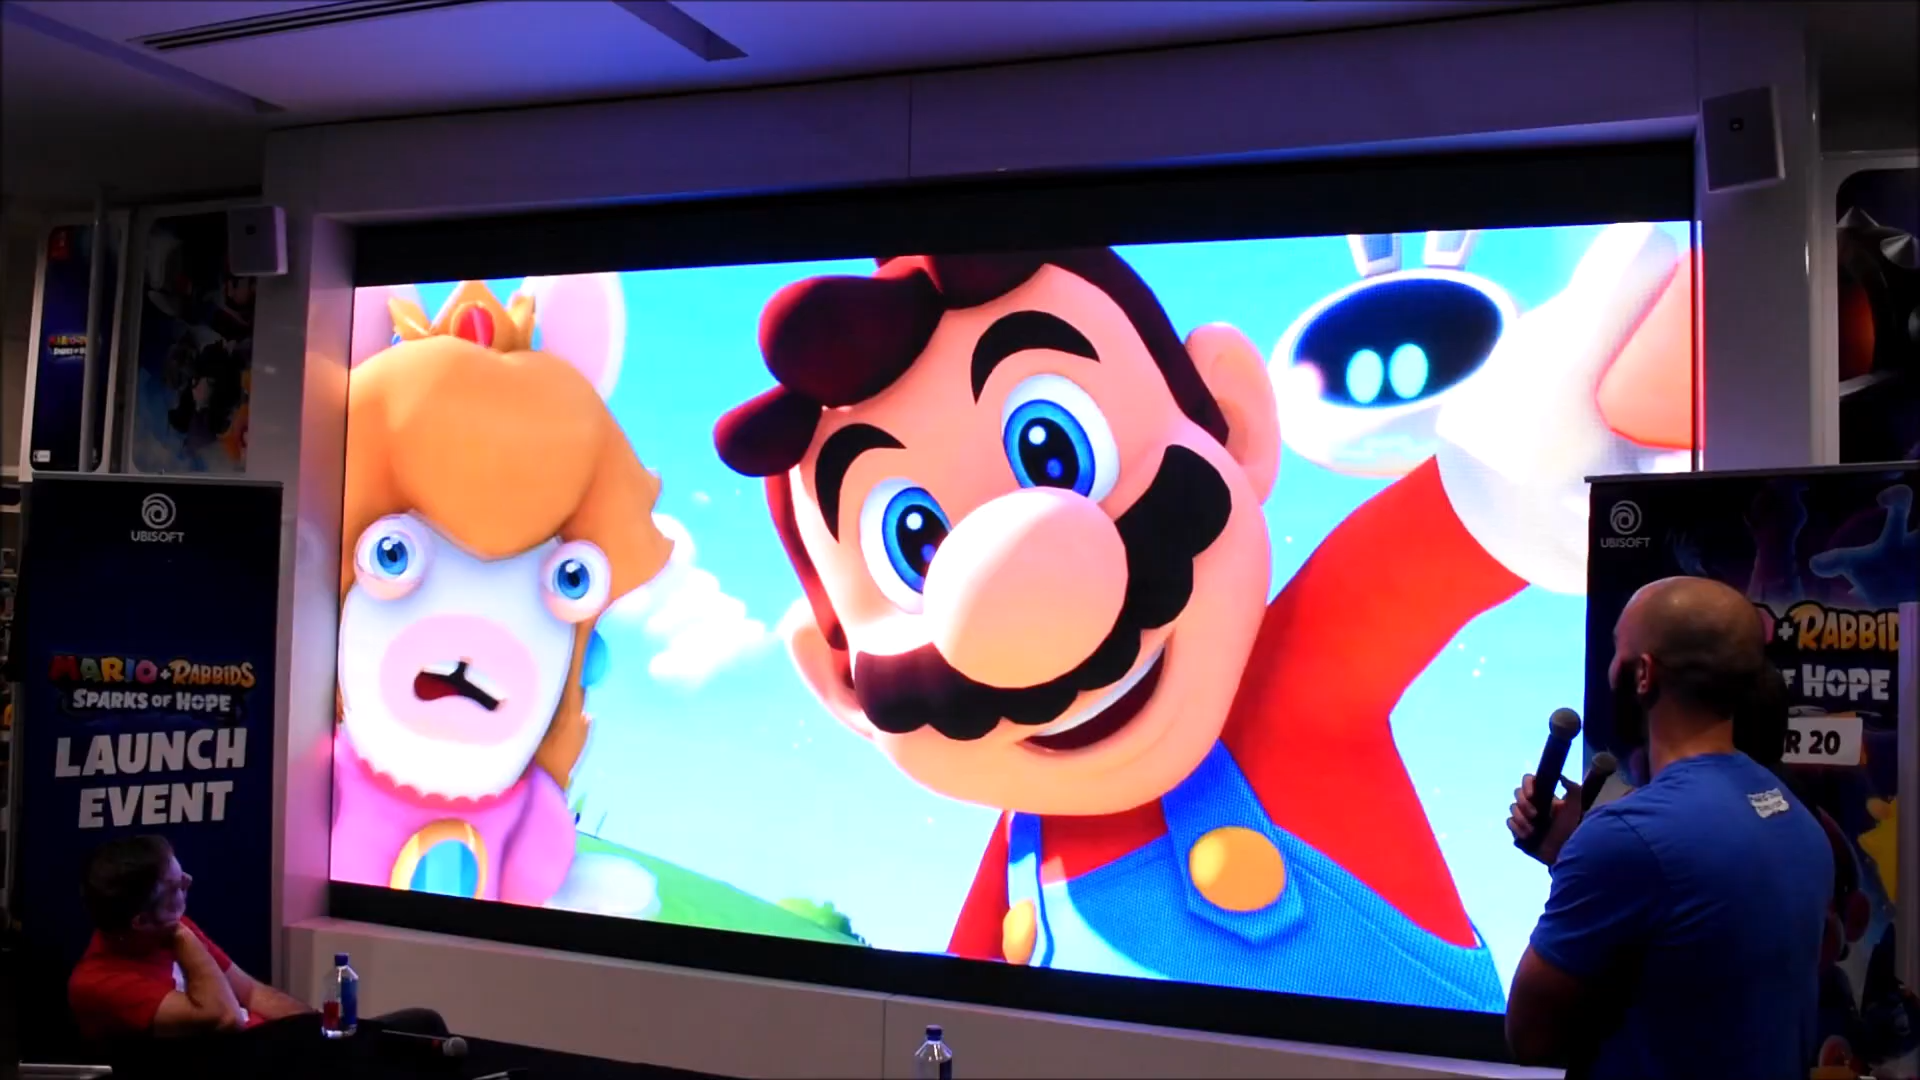 UBISOFT
MARIO+RABBIDS
SPARKS OF HOPE
LAUNCH
EVENT
UBISOFT
+RABBID
HOPE
R 20